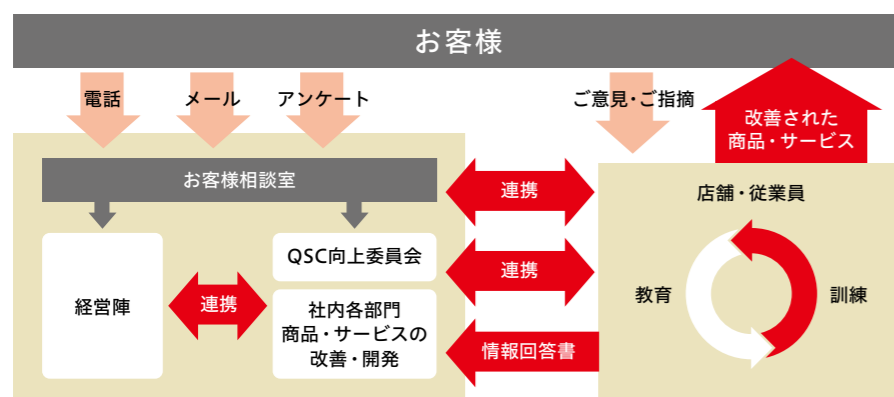 お客様
電話
メール
アンケート
ご意見・ご指摘
改善された
商品・サービス
お客様相談室
連携
店舗・従業員
QSC向上委員会
連携
経営陣
連携
社内各部門
商品・サービスの
改善・開発
教育
訓練
情報回答書